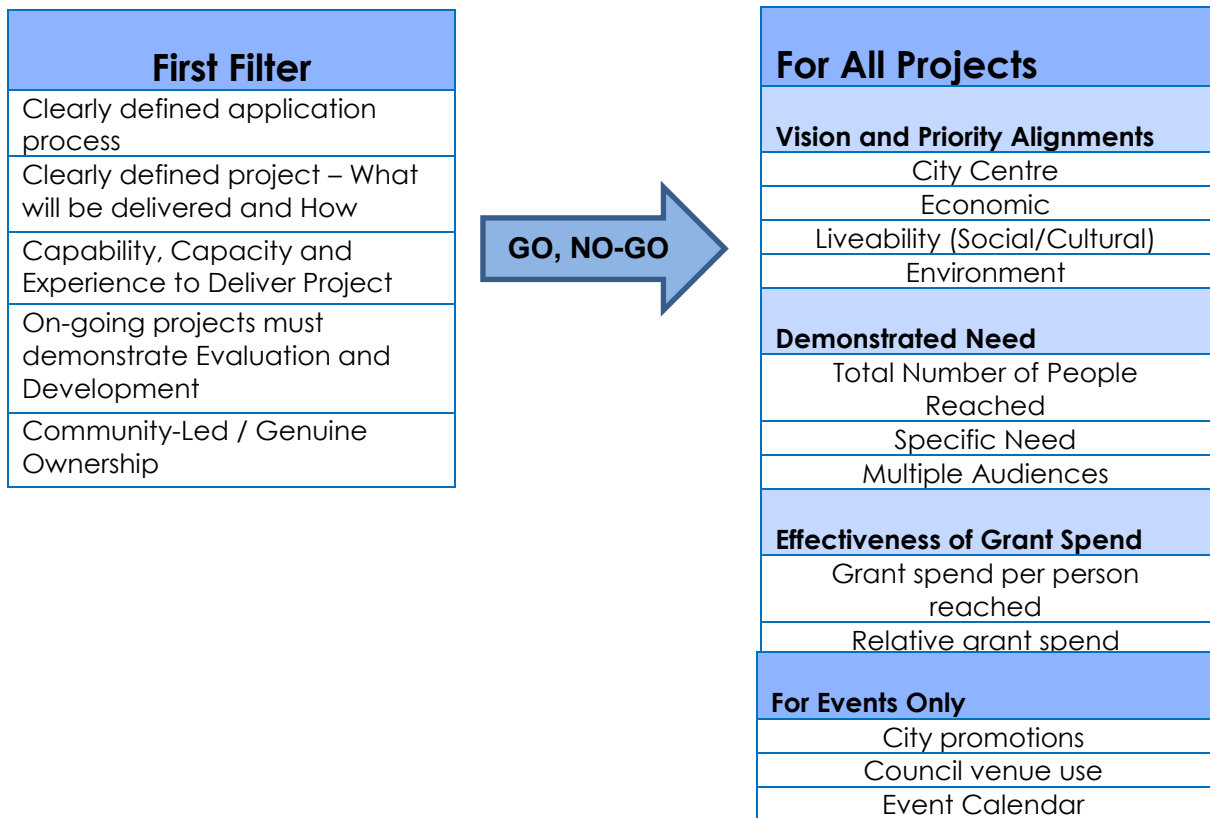 First Filter
Clearly defined application
process
Clearly defined project – What
will be delivered and How
Capability, Capacity and
Experience to Deliver Project
On-going projects must
demonstrate Evaluation and
Development
Community-Led / Genuine
Ownership
GO, NO-GO
For All Projects
Vision and Priority Alignments
City Centre
Economic
Liveability (Social/Cultural)
Environment
Demonstrated Need
Total Number of People
Reached
Specific Need
Multiple Audiences
Effectiveness of Grant Spend
Grant spend per person
reached
Relative grant spend
For Events Only
City promotions
Council venue use
Event Calendar